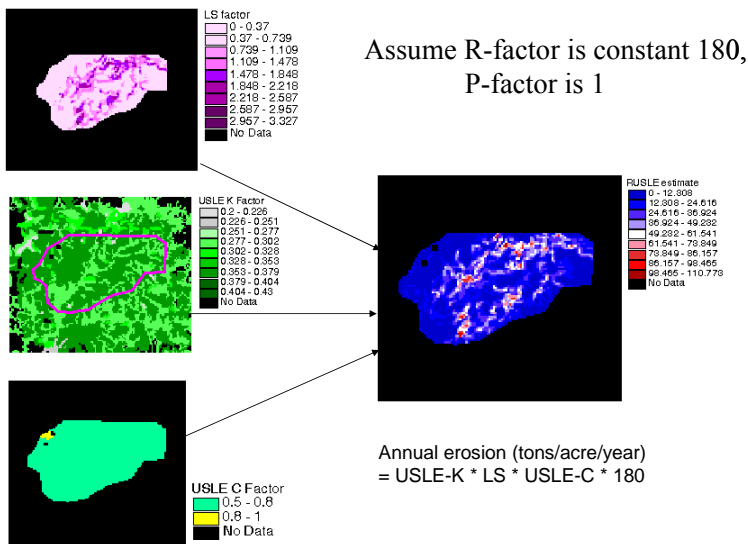 LS factor
0 - 0.37
0.37 - 0.739
0.739 - 1.109
1.109 - 1.478
1.478 - 1.848
1.848 - 2.218
2.218 - 2.587
2.587 - 2.957
2.957 - 3.327
No Data
Assume R-factor is constant 180,
P-factor is 1
USLE K Factor
0.2 - 0.226
0.226 - 0.251
0.251 - 0.277
0.277 - 0.302
0.302 - 0.328
0.328 - 0.353
0.353 - 0.379
0.379 - 0.404
0.404 - 0.43
No Data
RUSLE estimate
0 - 12.308
12.308 - 24.616
24.616 - 36.924
36.924 - 49.232
49.232 - 61.541
61.541 - 73.849
73.849 - 86.157
86.157 - 98.465
98.465 - 110.773
No Data
USLE C Factor
0.5 - 0.8
0.8 - 1
No Data
Annual erosion (tons/acre/year)
= USLE-K * LS * USLE-C * 180